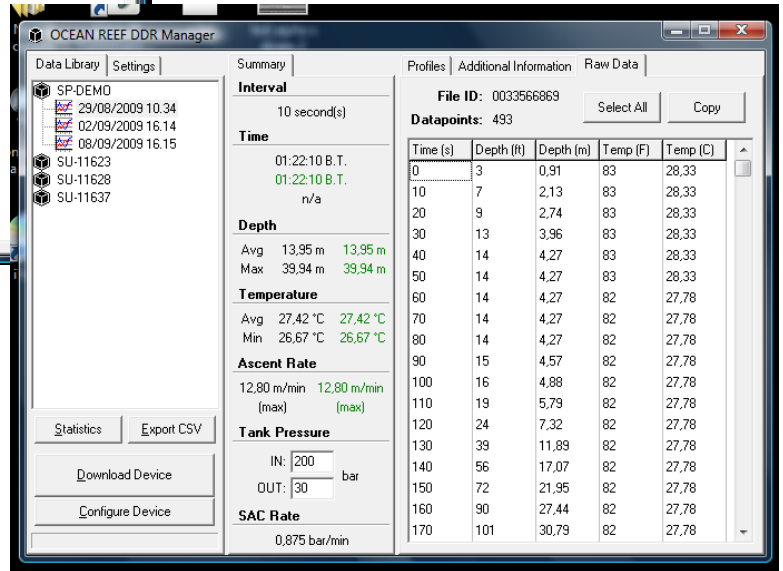 OCEAN REEF DDR Manager
Data Library Settings
SP-DEMO
29/08/2009 10.34
02/09/2009 16.14
08/09/2009 16.15
SU-11623
SU-11628
SU-11637
Statistics Export CSV
Download Device
Configure Device
Summary
Interval
10 second(s)
Time
01:22:10 B.T.
01:22:10 B.T.
n/a
Depth
Avg 13,95 m 13,95 m
Max 39,94 m 39,94 m
Temperature
Avg 27,42 °C 27,42 °C
Min 26,67 °C 26,67 °C
Ascent Rate
12,80 m/min 12,80 m/min
(max) (max)
Tank Pressure
IN: 200
bar
OUT: 30
SAC Rate
0,875 bar/min
Profiles Additional Information Raw Data
File ID: 0033566869
Datapoints: 493
Select All Copy
Time (s) Depth (ft) Depth (m) Temp (F) Temp (C)
0 3 0,91 83 28,33
10 7 2,13 83 28,33
20 9 2,74 83 28,33
30 13 3,96 83 28,33
40 14 4,27 83 28,33
50 14 4,27 83 28,33
60 14 4,27 82 27,78
70 14 4,27 82 27,78
80 14 4,27 82 27,78
90 15 4,57 82 27,78
100 16 4,88 82 27,78
110 19 5,79 82 27,78
120 24 7,32 82 27,78
130 39 11,89 82 27,78
140 56 17,07 82 27,78
150 72 21,95 82 27,78
160 90 27,44 82 27,78
170 101 30,79 82 27,78